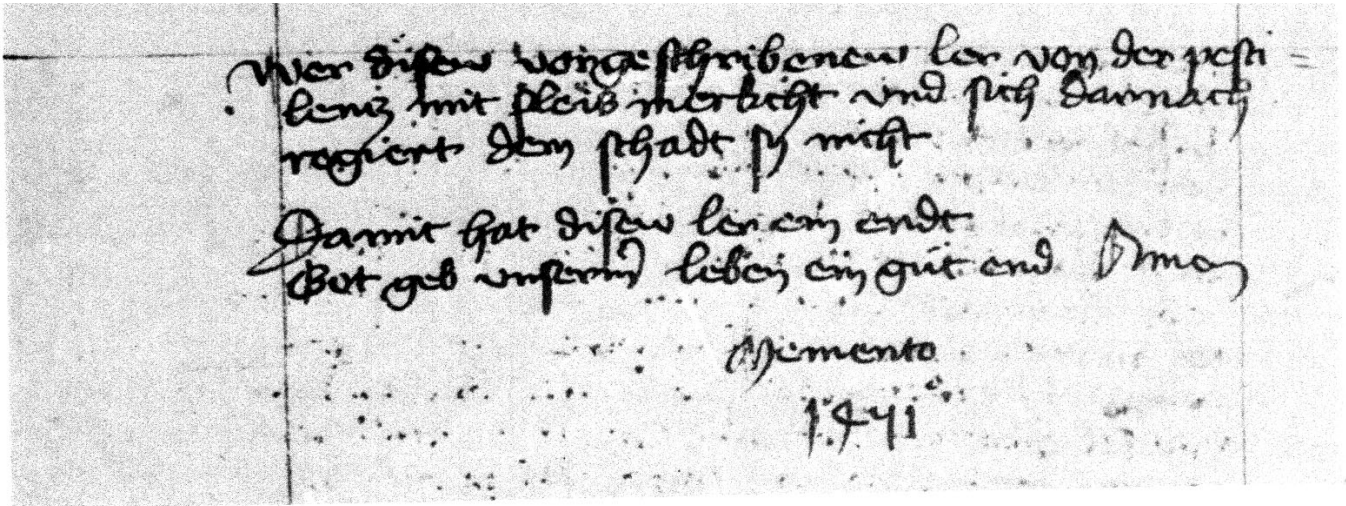 Wer disew vorgeschribenew ler von der pesti=
lencz mit fleis merkcht vnd sich darnach
regiert dem schadt sy nicht
Damit hat disew ler ein endt
Got geb vnserm leben ein gut end Amen
Memento
1471